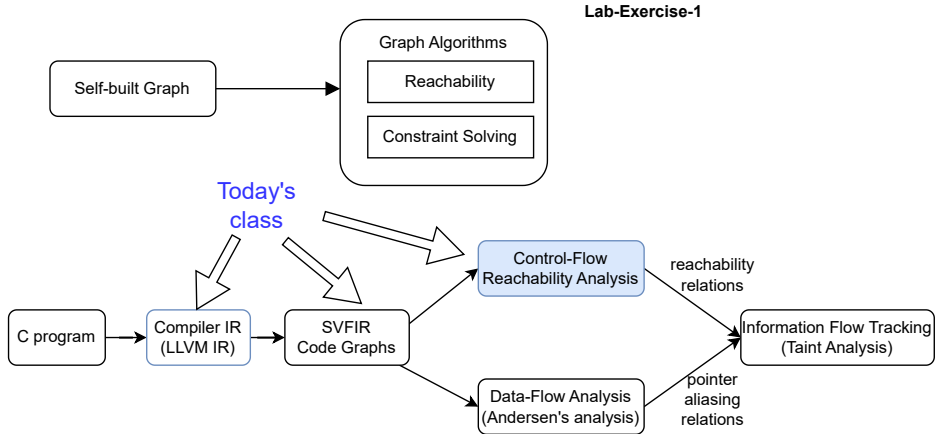 Lab-Exercise-1
Graph Algorithms
Self-built Graph
Reachability
Constraint Solving
Today's
class
Control-Flow
Reachability Analysis
reachability
relations
C program
Compiler IR
(LLVM IR)
SVFIR
Code Graphs
Information Flow Tracking
(Taint Analysis)
Data-Flow Analysis
(Andersen's analysis)
pointer
aliasing
relations